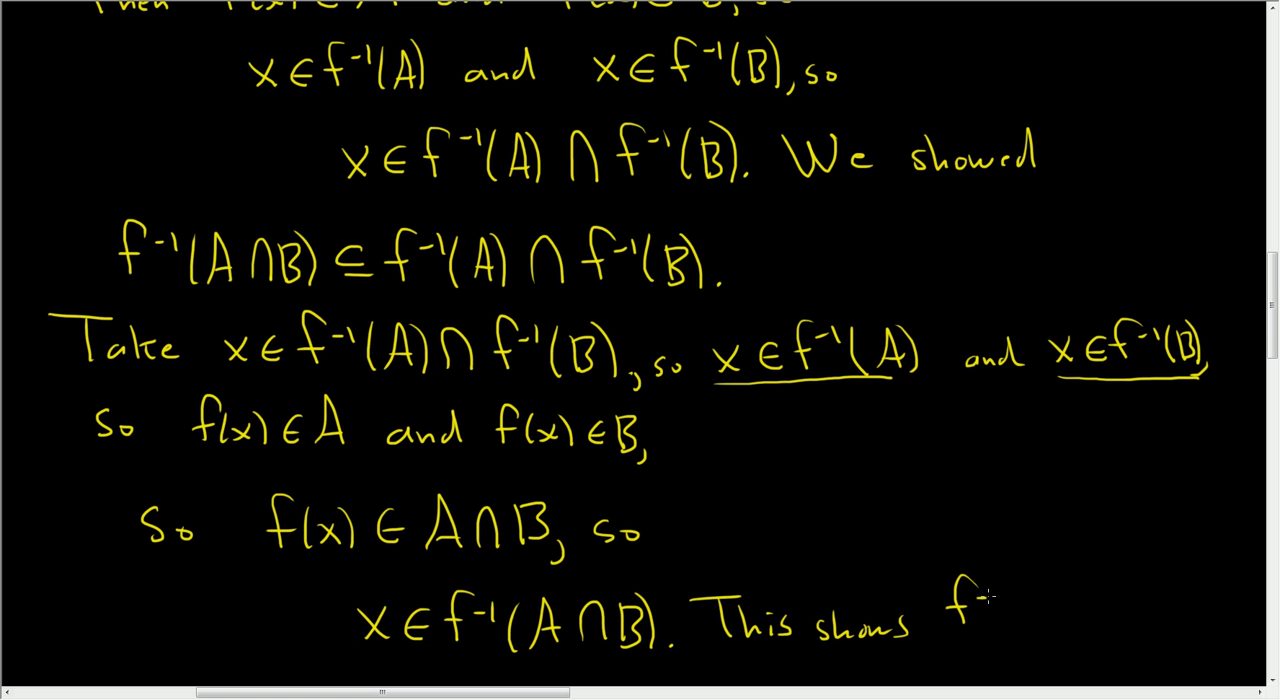 x ∈ f⁻¹(A) and x ∈ f⁻¹(B), so
x ∈ f⁻¹(A) ∩ f⁻¹(B). We showed
f⁻¹(A ∩ B) ⊆ f⁻¹(A) ∩ f⁻¹(B).
Take x ∈ f⁻¹(A) ∩ f⁻¹(B), so x ∈ f⁻¹(A) and x ∈ f⁻¹(B),
so f(x) ∈ A and f(x) ∈ B,
so f(x) ∈ A ∩ B, so
x ∈ f⁻¹(A ∩ B). This shows f⁻